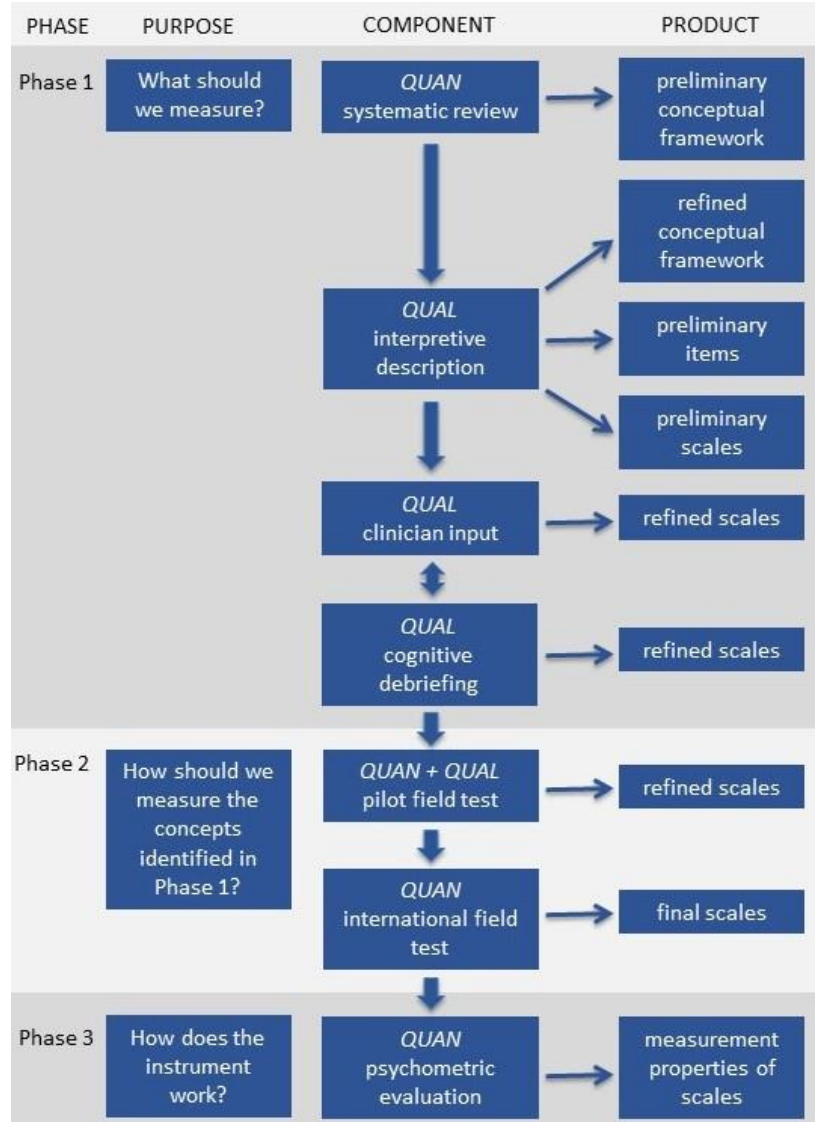 PHASE PURPOSE COMPONENT PRODUCT
Phase 1
What should
we measure?
QUAN
systematic review
preliminary
conceptual
framework
refined
conceptual
framework
QUAL
interpretive
description
preliminary
items
preliminary
scales
QUAL
clinician input
refined scales
QUAL
cognitive
debriefing
refined scales
Phase 2
How should we
measure the
concepts
identified in
Phase 1?
QUAN + QUAL
pilot field test
refined scales
QUAN
international field
test
final scales
Phase 3
How does the
instrument
work?
QUAN
psychometric
evaluation
measurement
properties of
scales